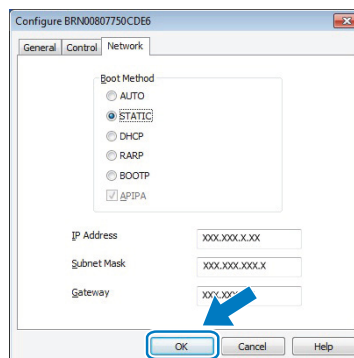 Configure BRN00807750CDE6
General Control Network
Boot Method
AUTO
STATIC
DHCP
RARP
BOOTP
APIPA
IP Address XXX.XXX.X.XX
Subnet Mask XXX.XXX.XXX.X
Gateway
OK Cancel Help